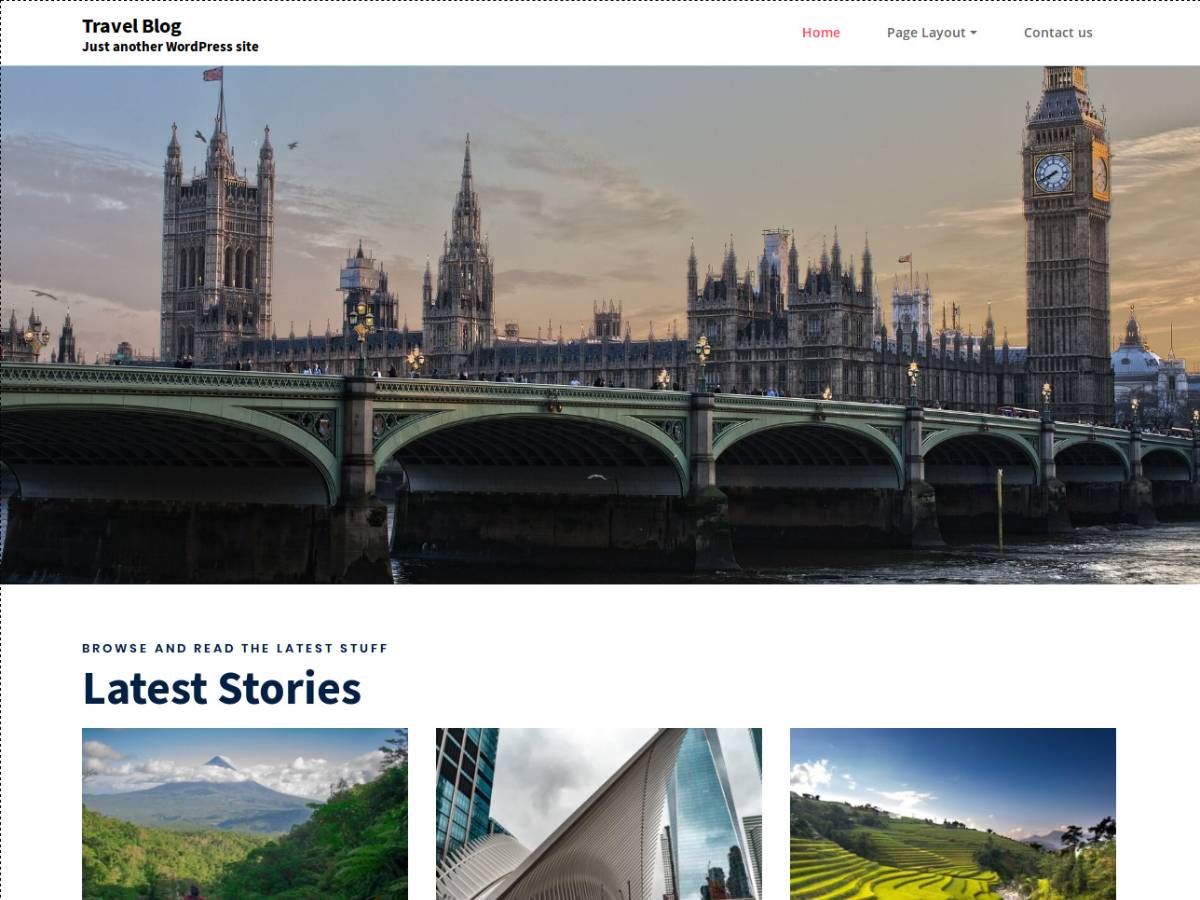 Travel Blog
Just another WordPress site
Home
Page Layout
Contact us
BROWSE AND READ THE LATEST STUFF
Latest Stories